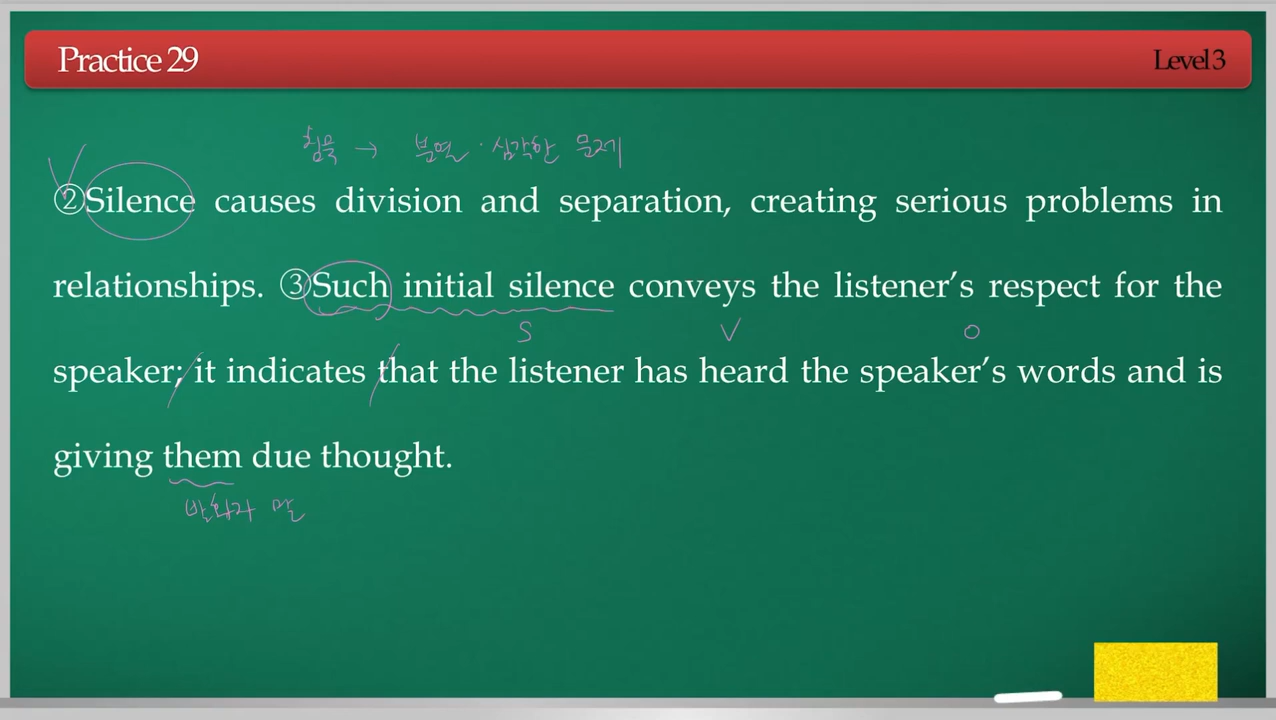 Practice 29
Level 3
침묵 → 분열·심각한 문제
②Silence causes division and separation, creating serious problems in
relationships. ③Such initial silence conveys the listener's respect for the
S V O
speaker; it indicates that the listener has heard the speaker's words and is
giving them due thought.
발화자 말